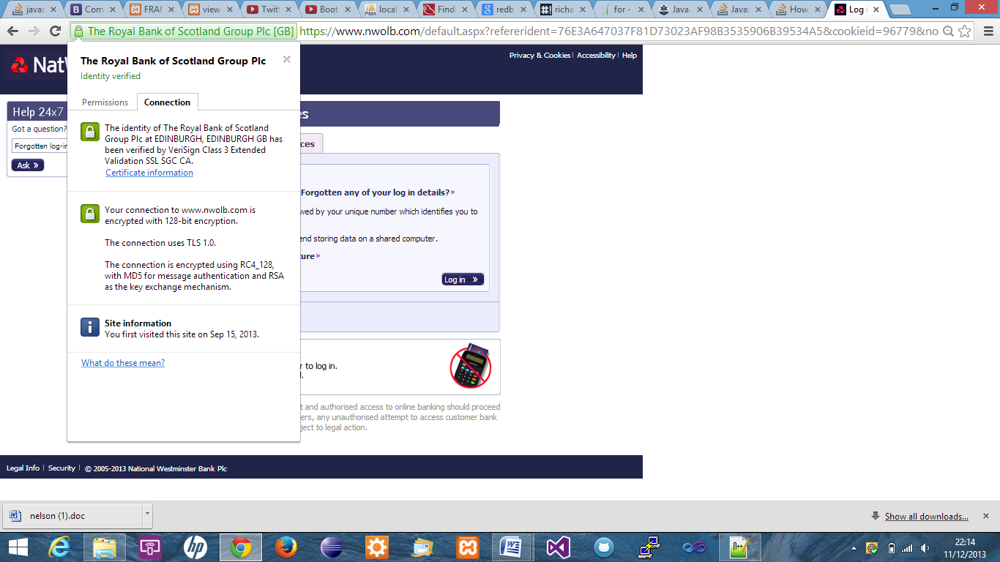 javas
Com
FRAN
view
Twitt
Boot
local
Findi
redb
richa
for -
Java.
Javas
How
Log i
The Royal Bank of Scotland Group Plc [GB] https://www.nwolb.com/default.aspx?refererident=76E3A647037F81D73023AF98B3535906B39534A5&cookieid=96779&no
Privacy & Cookies | Accessibility | Help
NatW
The Royal Bank of Scotland Group Plc
Identity verified
Permissions Connection
The identity of The Royal Bank of Scotland
Group Plc at EDINBURGH, EDINBURGH GB has
been verified by VeriSign Class 3 Extended
Validation SSL SGC CA.
Certificate information
Your connection to www.nwolb.com is
encrypted with 128-bit encryption.
The connection uses TLS 1.0.
The connection is encrypted using RC4_128,
with MD5 for message authentication and RSA
as the key exchange mechanism.
Site information
You first visited this site on Sep 15, 2013.
What do these mean?
Help 24x7
Got a question?
Forgotten log-in
Ask »
es
ces
Forgotten any of your log in details?»
wed by your unique number which identifies you to
end storing data on a shared computer.
ture»
Log in »
r to log in.
l.
t and authorised access to online banking should proceed
ers, any unauthorised attempt to access customer bank
ject to legal action.
Legal Info | Security | © 2005-2013 National Westminster Bank Plc
nelson (1).doc
Show all downloads...
22:14
11/12/2013